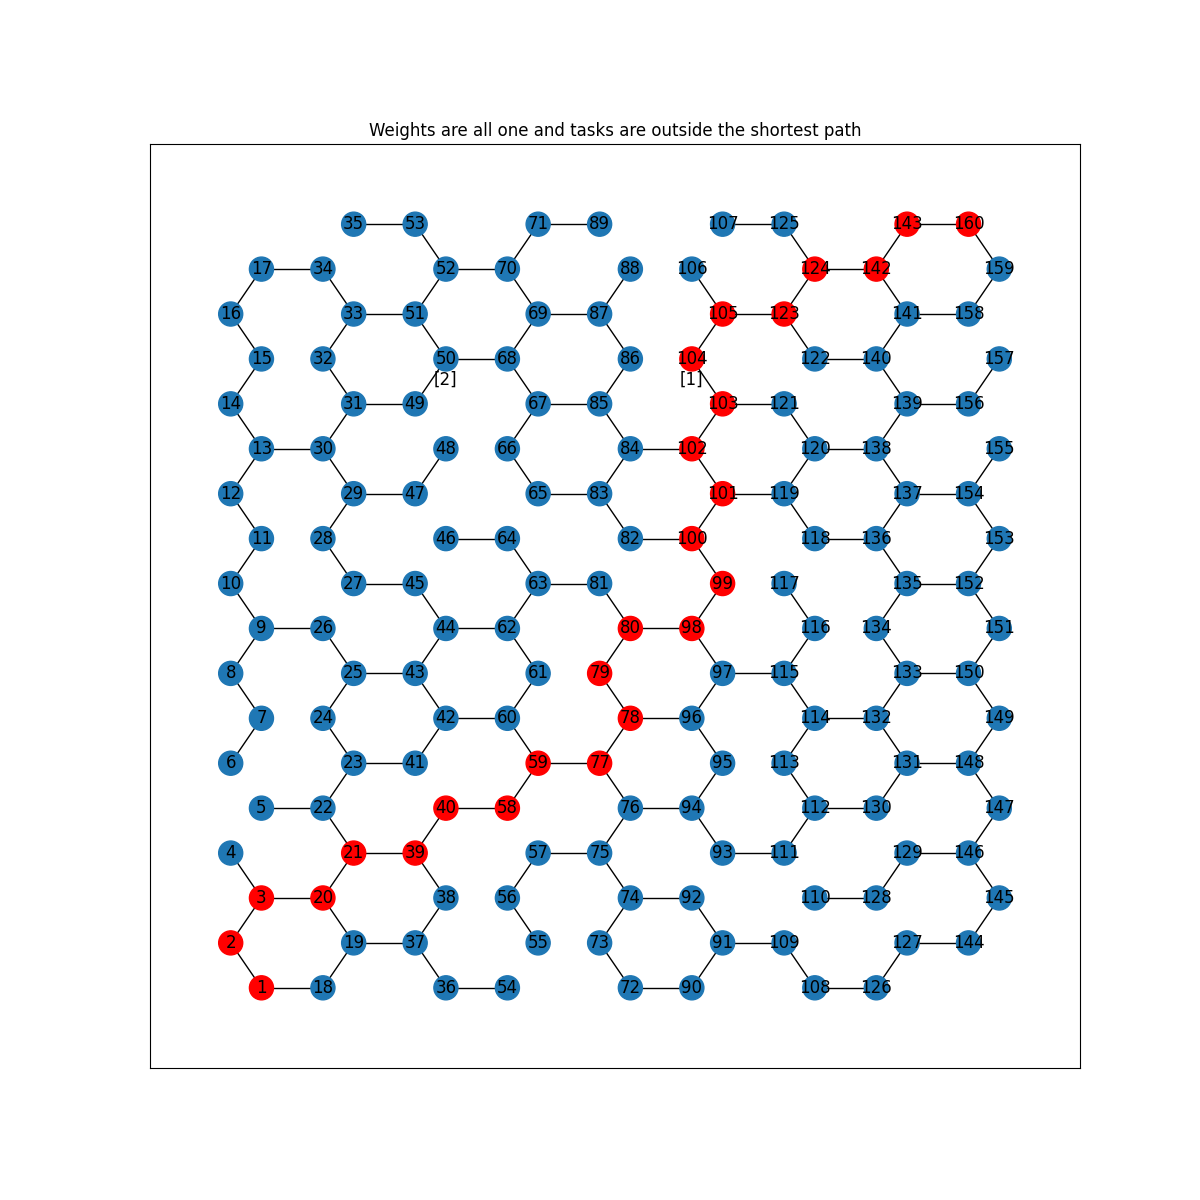 Weights are all one and tasks are outside the shortest path
35 53 71 89 107 125 143 160
17 34 52 70 88 106 124 142 159
16 33 51 69 87 105 123 141 158
15 32 50 68 86 104 122 140 157
[2] [1]
14 31 49 67 85 103 121 139 156
13 30 48 66 84 102 120 138 155
12 29 47 65 83 101 119 137 154
11 28 46 64 82 100 118 136 153
10 27 45 63 81 99 117 135 152
9 26 44 62 80 98 116 134 151
8 25 43 61 79 97 115 133 150
7 24 42 60 78 96 114 132 149
6 23 41 59 77 95 113 131 148
5 22 40 58 76 94 112 130 147
4 21 39 57 75 93 111 129 146
3 20 38 56 74 92 110 128 145
2 19 37 55 73 91 109 127 144
1 18 36 54 72 90 108 126